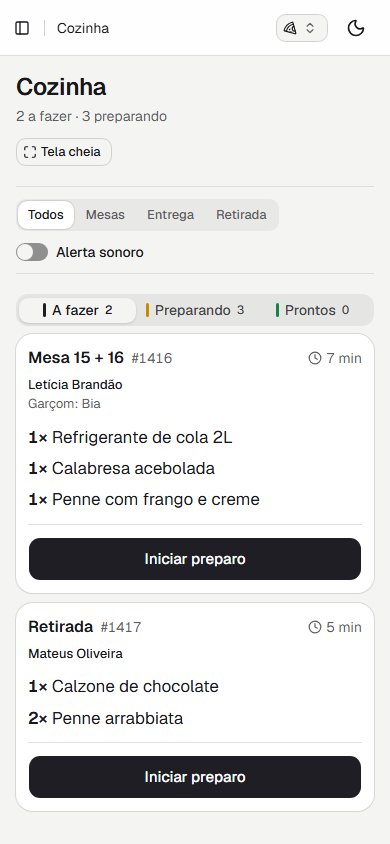 Cozinha
Cozinha
2 a fazer · 3 preparando
Tela cheia
Todos Mesas Entrega Retirada
Alerta sonoro
A fazer 2 Preparando 3 Prontos 0
Mesa 15 + 16 #1416 7 min
Letícia Brandão
Garçom: Bia
1× Refrigerante de cola 2L
1× Calabresa acebolada
1× Penne com frango e creme
Iniciar preparo
Retirada #1417 5 min
Mateus Oliveira
1× Calzone de chocolate
2× Penne arrabbiata
Iniciar preparo